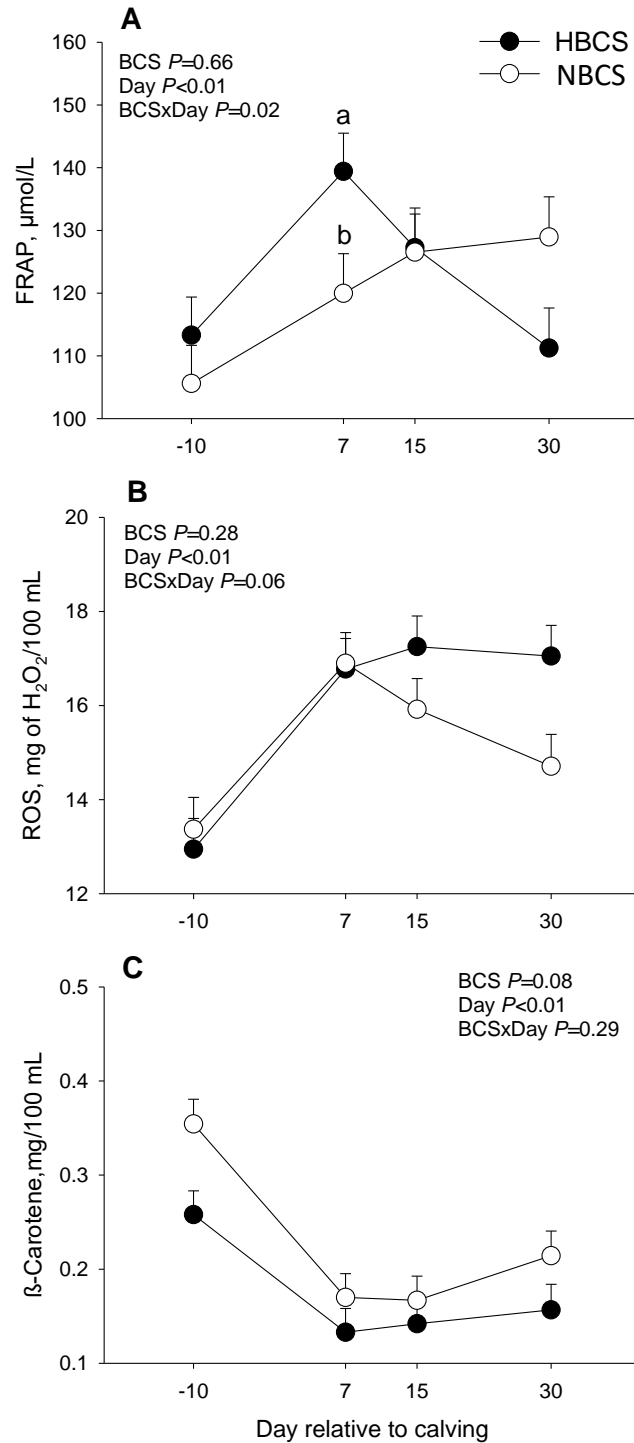 A
160
150
140
130
120
110
100
FRAP, µmol/L
BCS P=0.66
Day P<0.01
BCSxDay P=0.02
HBCS
NBCS
a
b
-10 7 15 30
B
20
18
16
14
12
ROS, mg of H₂O₂/100 mL
BCS P=0.28
Day P<0.01
BCSxDay P=0.06
-10 7 15 30
C
0.5
0.4
0.3
0.2
0.1
ß-Carotene,mg/100 mL
BCS P=0.08
Day P<0.01
BCSxDay P=0.29
-10 7 15 30
Day relative to calving